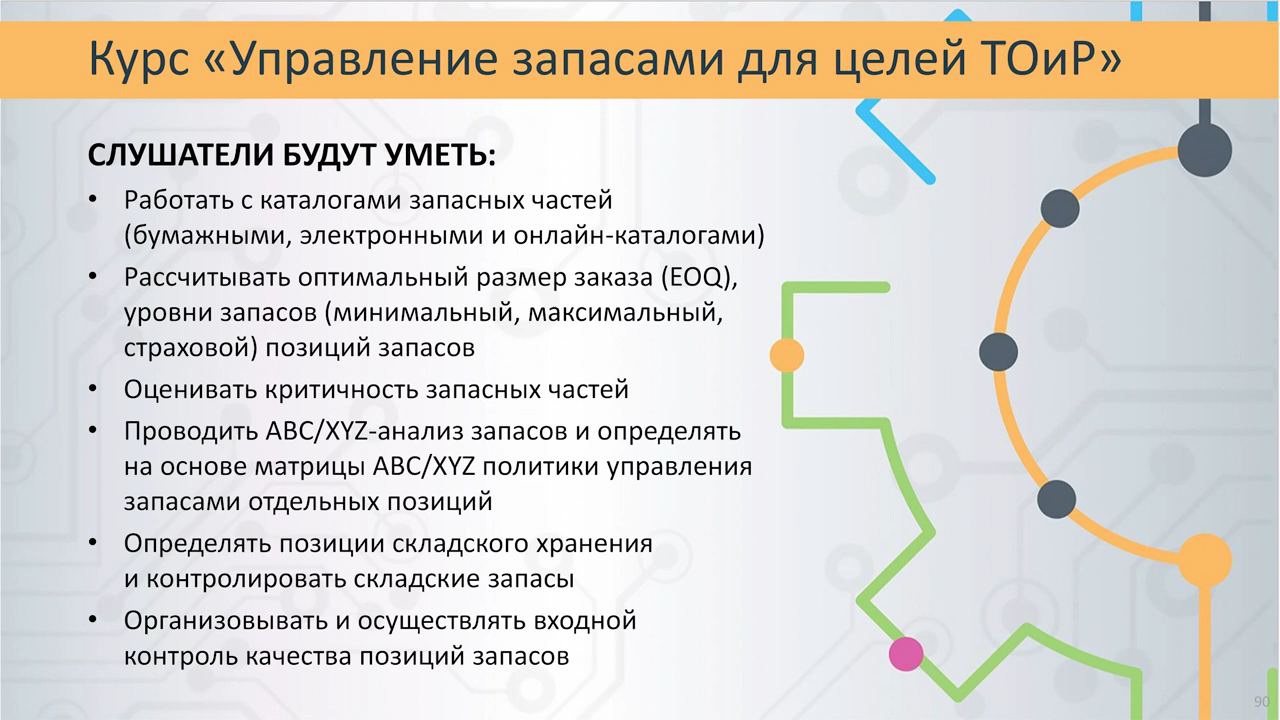 Курс «Управление запасами для целей ТОиР»
СЛУШАТЕЛИ БУДУТ УМЕТЬ:
• Работать с каталогами запасных частей
(бумажными, электронными и онлайн-каталогами)
• Рассчитывать оптимальный размер заказа (EOQ),
уровни запасов (минимальный, максимальный,
страховой) позиций запасов
• Оценивать критичность запасных частей
• Проводить ABC/XYZ-анализ запасов и определять
на основе матрицы ABC/XYZ политики управления
запасами отдельных позиций
• Определять позиции складского хранения
и контролировать складские запасы
• Организовывать и осуществлять входной
контроль качества позиций запасов
90